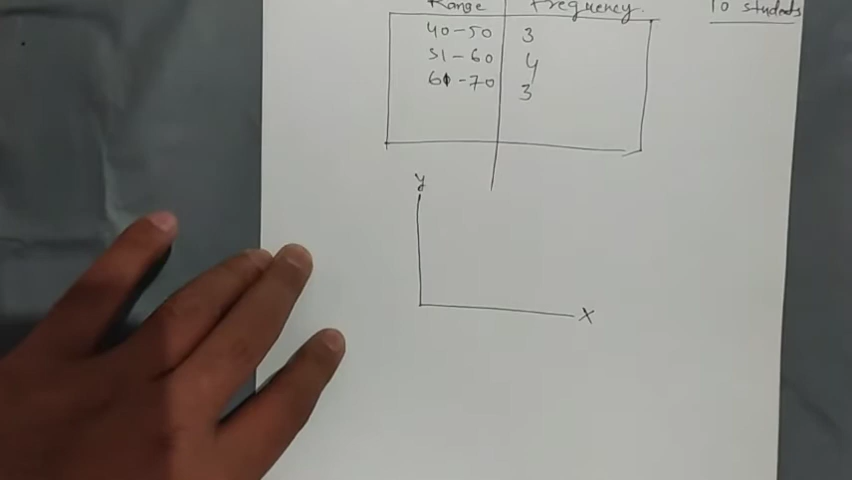 Range Frequency. 10 students
40-50 3
51-60 4
61-70 3
y
X